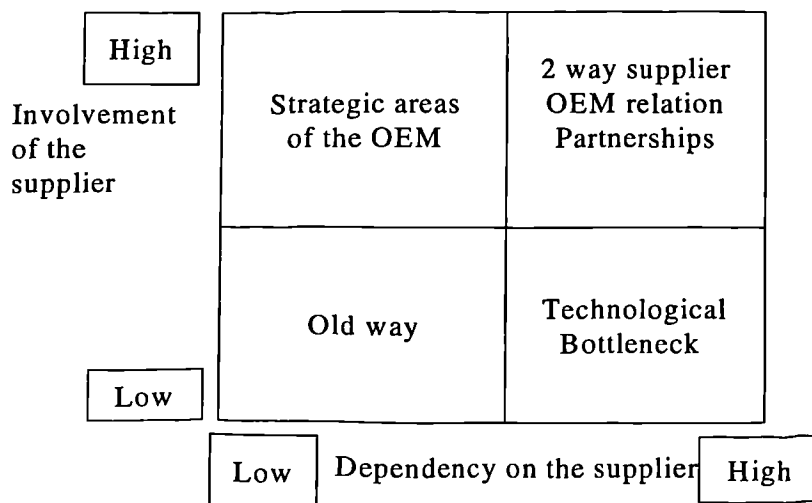 High
Involvement
of the
supplier
Strategic areas
of the OEM
2 way supplier
OEM relation
Partnerships
Old way
Technological
Bottleneck
Low
Low
Dependency on the supplier
High